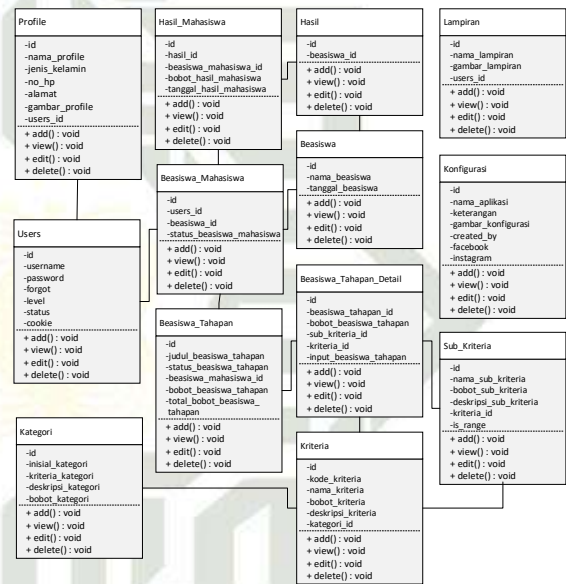 Profile
-id
-nama_profile
-jenis_kelamin
-no_hp
-alamat
-gambar_profile
-users_id
+ add() : void
+ view() : void
+ edit() : void
+ delete() : void
Hasil_Mahasiswa
-id
-hasil_id
-beasiswa_mahasiswa_id
-bobot_hasil_mahasiswa
-tanggal_hasil_mahasiswa
+ add() : void
+ view() : void
+ edit() : void
+ delete() : void
Hasil
-id
-beasiswa_id
+ add() : void
+ view() : void
+ edit() : void
+ delete() : void
Lampiran
-id
-nama_lampiran
-gambar_lampiran
-users_id
+ add() : void
+ view() : void
+ edit() : void
+ delete() : void
Beasiswa
-id
-nama_beasiswa
-tanggal_beasiswa
+ add() : void
+ view() : void
+ edit() : void
+ delete() : void
Konfigurasi
-id
-nama_aplikasi
-keterangan
-gambar_konfigurasi
-created_by
-facebook
-instagram
+ add() : void
+ view() : void
+ edit() : void
+ delete() : void
Beasiswa_Mahasiswa
-id
-users_id
-beasiswa_id
-status_beasiswa_mahasiswa
+ add() : void
+ view() : void
+ edit() : void
+ delete() : void
Users
-id
-username
-password
-forgot
-level
-status
-cookie
+ add() : void
+ view() : void
+ edit() : void
+ delete() : void
Beasiswa_Tahapan_Detail
-id
-beasiswa_tahapan_id
-bobot_beasiswa_tahapan
-sub_kriteria_id
-kriteria_id
-input_beasiswa_tahapan
+ add() : void
+ view() : void
+ edit() : void
+ delete() : void
Beasiswa_Tahapan
-id
-judul_beasiswa_tahapan
-status_beasiswa_tahapan
-beasiswa_mahasiswa_id
-bobot_beasiswa_tahapan
-total_bobot_beasiswa_
tahapan
+ add() : void
+ view() : void
+ edit() : void
+ delete() : void
Sub_Kriteria
-id
-nama_sub_kriteria
-bobot_sub_kriteria
-deskripsi_sub_kriteria
-kriteria_id
-is_range
+ add() : void
+ view() : void
+ edit() : void
+ delete() : void
Kategori
-id
-inisial_kategori
-kriteria_kategori
-deskripsi_kategori
-bobot_kategori
+ add() : void
+ view() : void
+ edit() : void
+ delete() : void
Kriteria
-id
-kode_kriteria
-nama_kriteria
-bobot_kriteria
-deskripsi_kriteria
-kategori_id
+ add() : void
+ view() : void
+ edit() : void
+ delete() : void